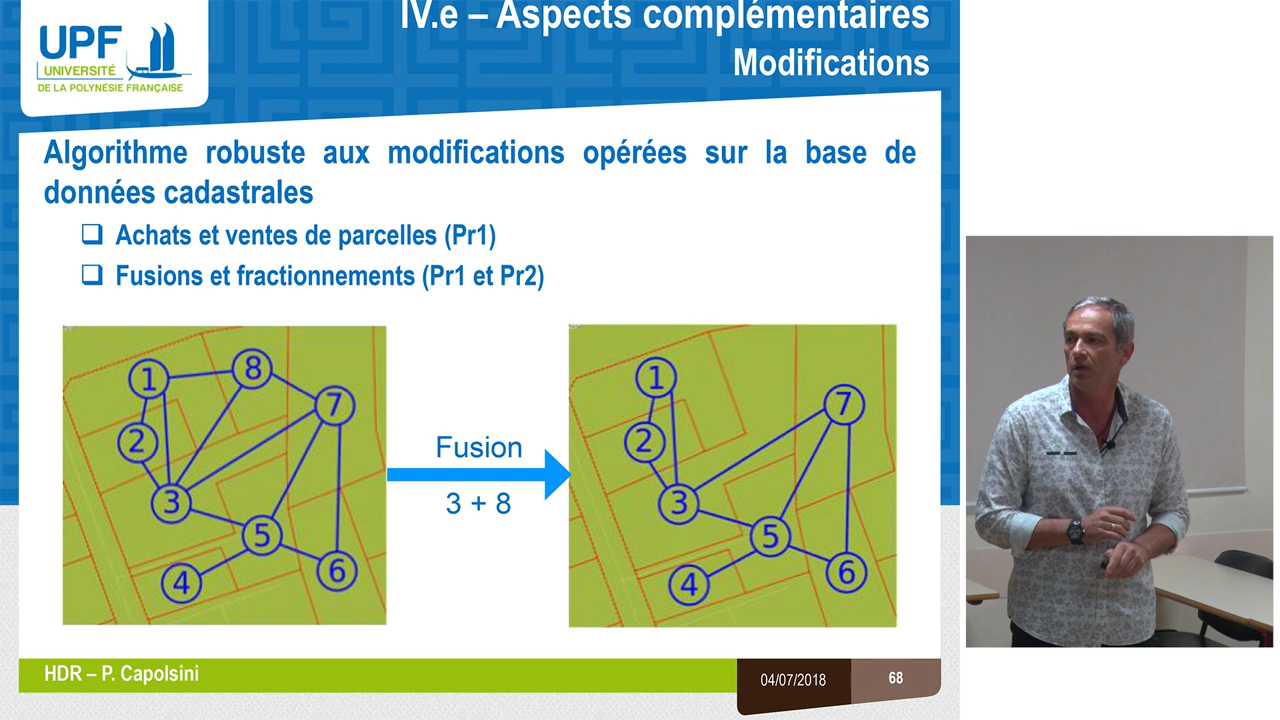 IV.e – Aspects complémentaires
Modifications
UPF
UNIVERSITÉ
DE LA POLYNÉSIE FRANÇAISE
Algorithme robuste aux modifications opérées sur la base de
données cadastrales
Achats et ventes de parcelles (Pr1)
Fusions et fractionnements (Pr1 et Pr2)
1
8
7
2
3
5
4
6
Fusion
3 + 8
1
7
2
3
5
4
6
HDR – P. Capolsini
04/07/2018
68